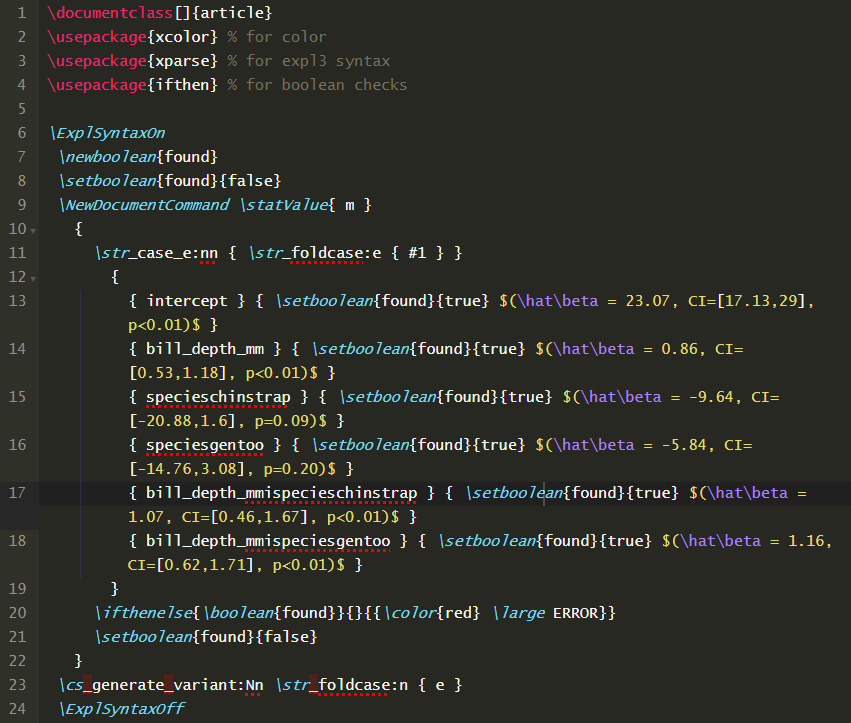 1 \documentclass[]{article}
2 \usepackage{xcolor} % for color
3 \usepackage{xparse} % for expl3 syntax
4 \usepackage{ifthen} % for boolean checks
5
6 \ExplSyntaxOn
7 \newboolean{found}
8 \setboolean{found}{false}
9 \NewDocumentCommand \statValue{ m }
10 {
11 \str_case_e:nn { \str_foldcase:e { #1 } }
12 {
13 { intercept } { \setboolean{found}{true} $(\hat\beta = 23.07, CI=[17.13,29],
p<0.01)$ }
14 { bill_depth_mm } { \setboolean{found}{true} $(\hat\beta = 0.86, CI=
[0.53,1.18], p<0.01)$ }
15 { specieschinstrap } { \setboolean{found}{true} $(\hat\beta = -9.64, CI=
[-20.88,1.6], p=0.09)$ }
16 { speciesgentoo } { \setboolean{found}{true} $(\hat\beta = -5.84, CI=
[-14.76,3.08], p=0.20)$ }
17 { bill_depth_mmispecieschinstrap } { \setboolean{found}{true} $(\hat\beta =
1.07, CI=[0.46,1.67], p<0.01)$ }
18 { bill_depth_mmispeciesgentoo } { \setboolean{found}{true} $(\hat\beta = 1.16,
CI=[0.62,1.71], p<0.01)$ }
19 }
20 \ifthenelse{\boolean{found}}{}{{\color{red} \large ERROR}}
21 \setboolean{found}{false}
22 }
23 \cs_generate_variant:Nn \str_foldcase:n { e }
24 \ExplSyntaxOff